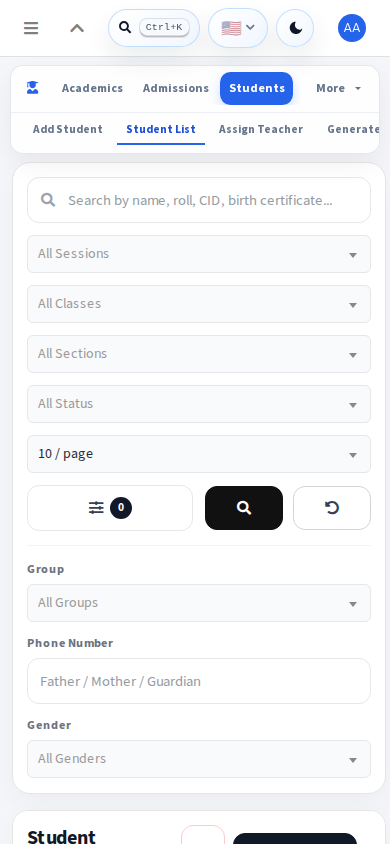 Ctrl+K
AA
Academics Admissions Students More
Add Student Student List Assign Teacher Generate
Search by name, roll, CID, birth certificate...
All Sessions
All Classes
All Sections
All Status
10 / page
0
Group
All Groups
Phone Number
Father / Mother / Guardian
Gender
All Genders
Student